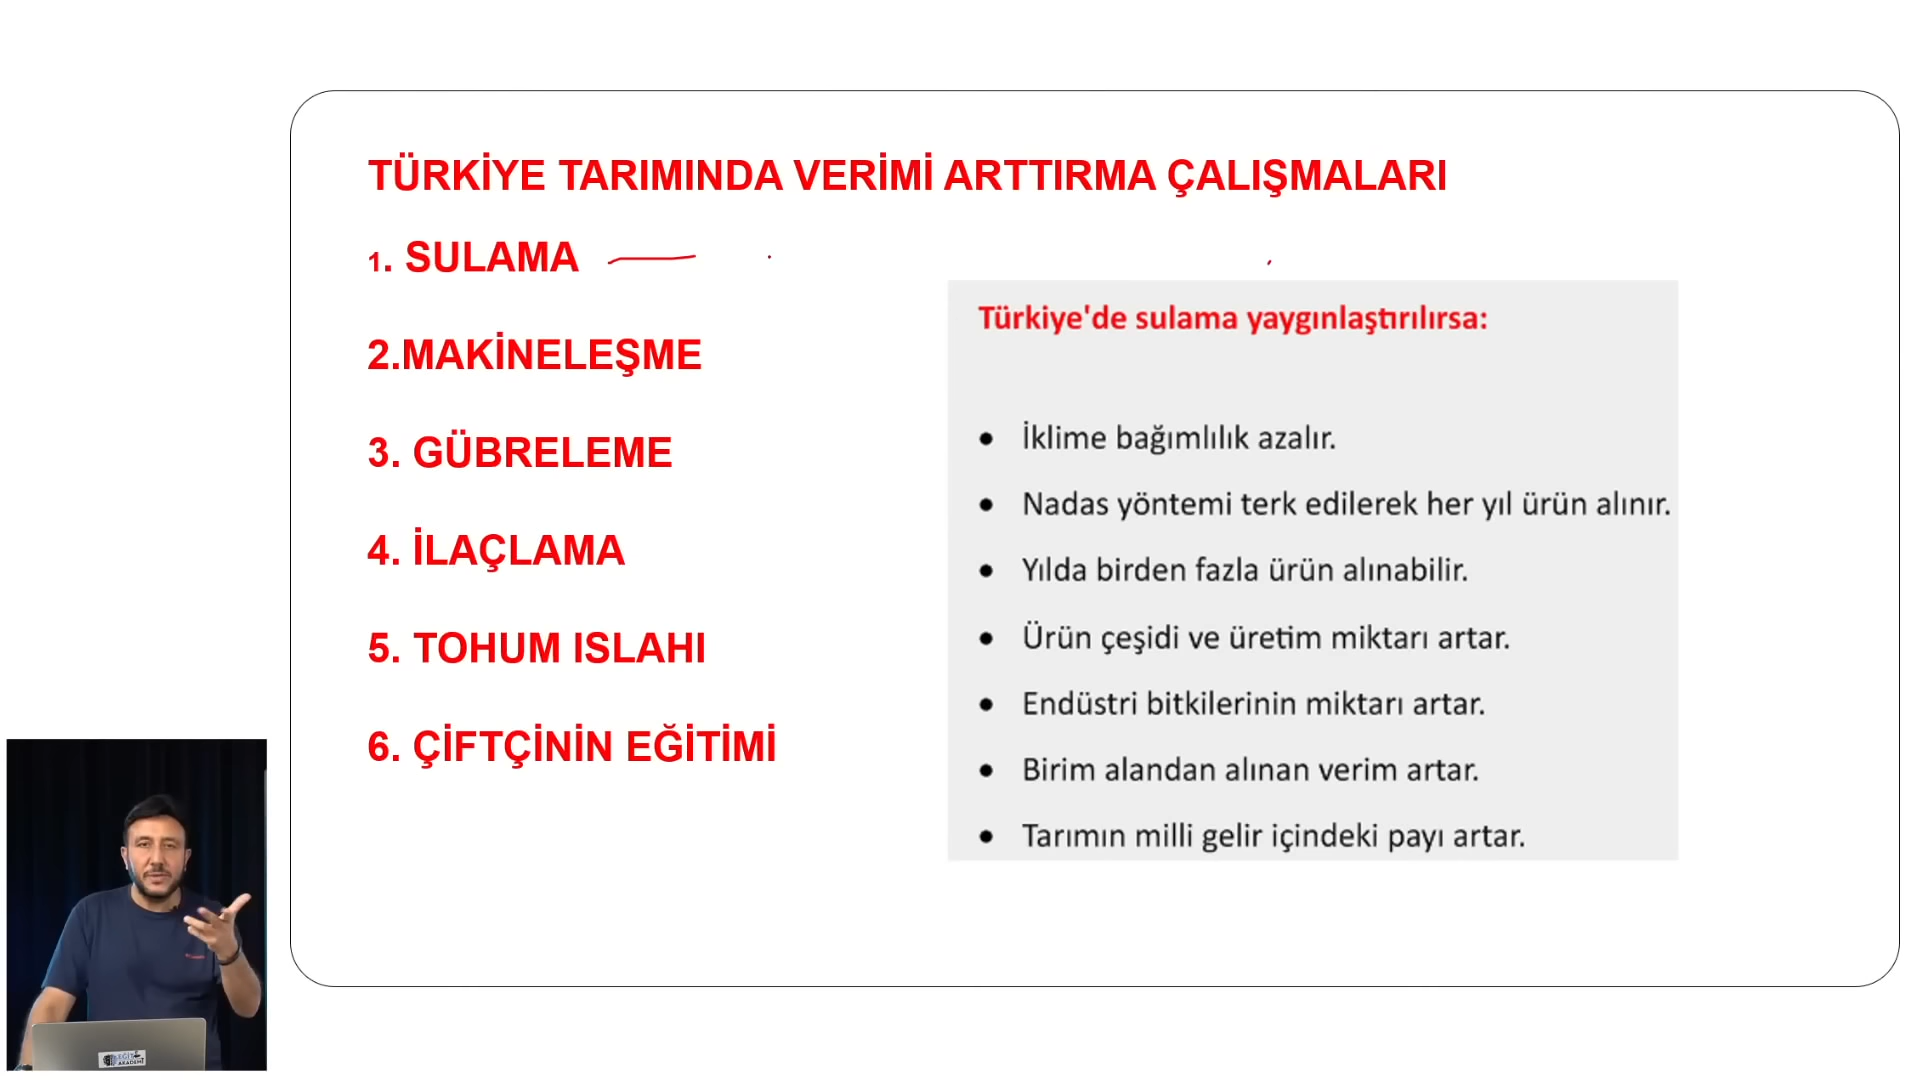 TÜRKİYE TARIMINDA VERİMİ ARTTIRMA ÇALIŞMALARI
1. SULAMA
2.MAKİNELEŞME
3. GÜBRELEME
4. İLAÇLAMA
5. TOHUM ISLAHI
6. ÇİFTÇİNİN EĞİTİMİ
Türkiye'de sulama yaygınlaştırılırsa:
• İklime bağımlılık azalır.
• Nadas yöntemi terk edilerek her yıl ürün alınır.
• Yılda birden fazla ürün alınabilir.
• Ürün çeşidi ve üretim miktarı artar.
• Endüstri bitkilerinin miktarı artar.
• Birim alandan alınan verim artar.
• Tarımın milli gelir içindeki payı artar.
AKADEMİ